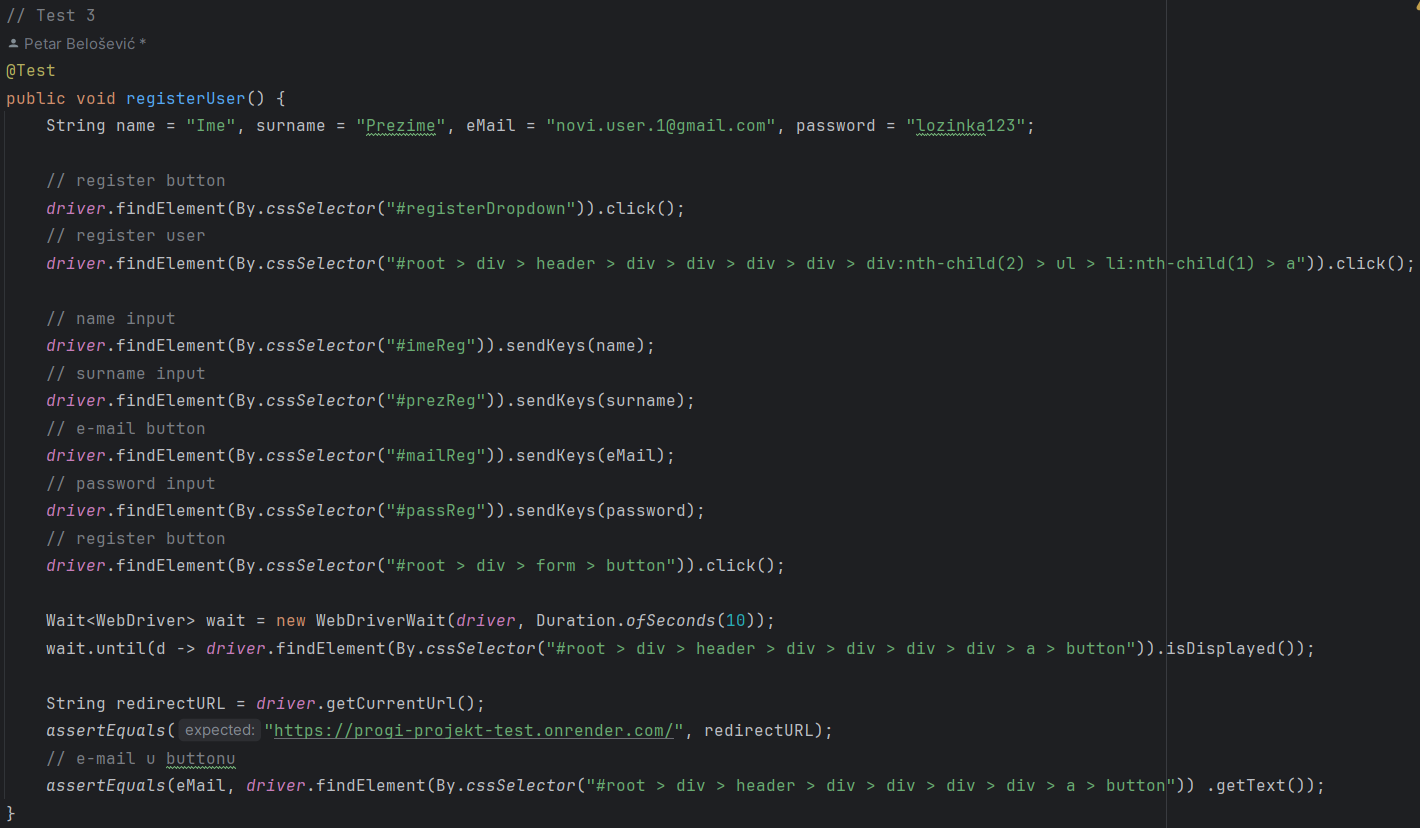 // Test 3
Petar Belošević *
@Test
public void registerUser() {
    String name = "Ime", surname = "Prezime", eMail = "novi.user.1@gmail.com", password = "lozinka123";

    // register button
    driver.findElement(By.cssSelector("#registerDropdown")).click();
    // register user
    driver.findElement(By.cssSelector("#root > div > header > div > div > div > div > div:nth-child(2) > ul > li:nth-child(1) > a")).click();

    // name input
    driver.findElement(By.cssSelector("#imeReg")).sendKeys(name);
    // surname input
    driver.findElement(By.cssSelector("#prezReg")).sendKeys(surname);
    // e-mail button
    driver.findElement(By.cssSelector("#mailReg")).sendKeys(eMail);
    // password input
    driver.findElement(By.cssSelector("#passReg")).sendKeys(password);
    // register button
    driver.findElement(By.cssSelector("#root > div > form > button")).click();

    Wait<WebDriver> wait = new WebDriverWait(driver, Duration.ofSeconds(10));
    wait.until(d -> driver.findElement(By.cssSelector("#root > div > header > div > div > div > div > a > button")).isDisplayed());

    String redirectURL = driver.getCurrentUrl();
    assertEquals( expected: "https://progi-projekt-test.onrender.com/", redirectURL);
    // e-mail u buttonu
    assertEquals(eMail, driver.findElement(By.cssSelector("#root > div > header > div > div > div > div > a > button")) .getText());
}